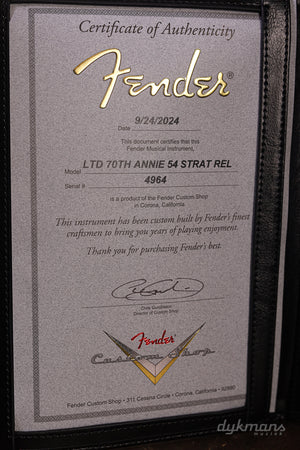 Certificate of Authenticity
Fender®
9/24/2024
Date
This document certifies that this
Fender Musical Instrument,
LTD 70TH ANNIE 54 STRAT REL
Model
4964
Serial #
is a product of the Fender Custom Shop
in Corona, California
This instrument has been custom built by Fender's finest
craftsmen to bring you years of playing enjoyment.
Thank you for purchasing Fender's best.
Director of Custom Shop
Fender
Custom Shop
Fender Custom Shop • 311 Cessna Circle • Corona, California • 92880
dykmans
muziek